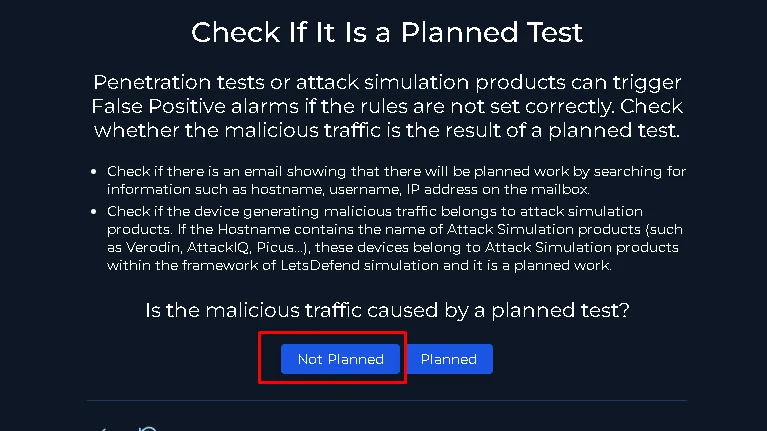 Check If It Is a Planned Test
Penetration tests or attack simulation products can trigger
False Positive alarms if the rules are not set correctly. Check
whether the malicious traffic is the result of a planned test.
• Check if there is an email showing that there will be planned work by searching for
information such as hostname, username, IP address on the mailbox.
• Check if the device generating malicious traffic belongs to attack simulation
products. If the Hostname contains the name of Attack Simulation products (such
as Verodin, AttackIQ, Picus...), these devices belong to Attack Simulation products
within the framework of LetsDefend simulation and it is a planned work.
Is the malicious traffic caused by a planned test?
Not Planned Planned